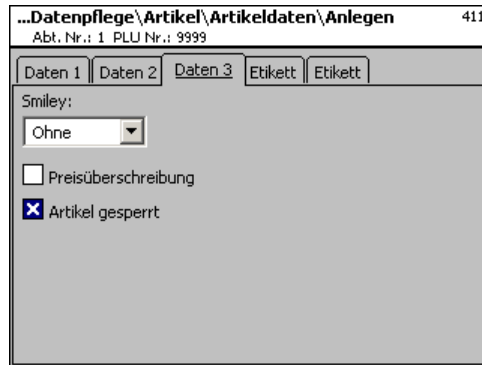 ...Datenpflege\Artikel\Artikeldaten\Anlegen 411
Abt. Nr.: 1 PLU Nr.: 9999
Daten 1 Daten 2 Daten 3 Etikett Etikett
Smiley:
Ohne
Preisüberschreibung
Artikel gesperrt